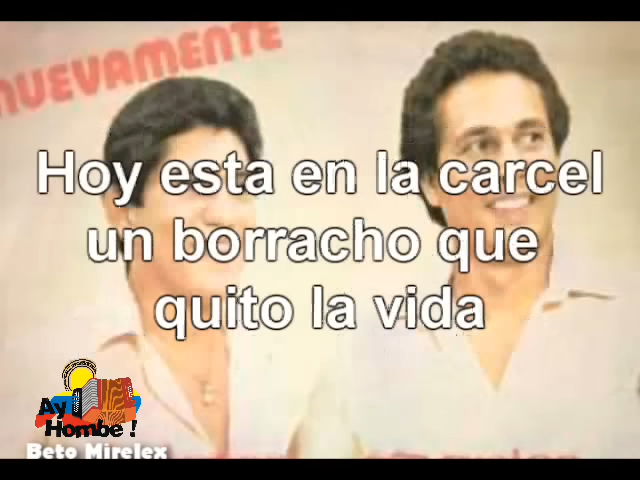 NUEVAMENTE
Hoy esta en la carcel
un borracho que
quito la vida
Ay
Hombe !
Beto Mirelex